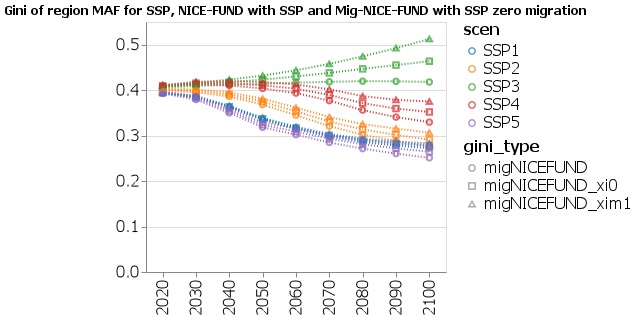 Gini of region MAF for SSP, NICE-FUND with SSP and Mig-NICE-FUND with SSP zero migration
scen
SSP1
SSP2
SSP3
SSP4
SSP5
gini_type
migNICEFUND
migNICEFUND_xi0
migNICEFUND_xim1
0.5
0.4
0.3
0.2
0.1
0.0
2020
2030
2040
2050
2060
2070
2080
2090
2100